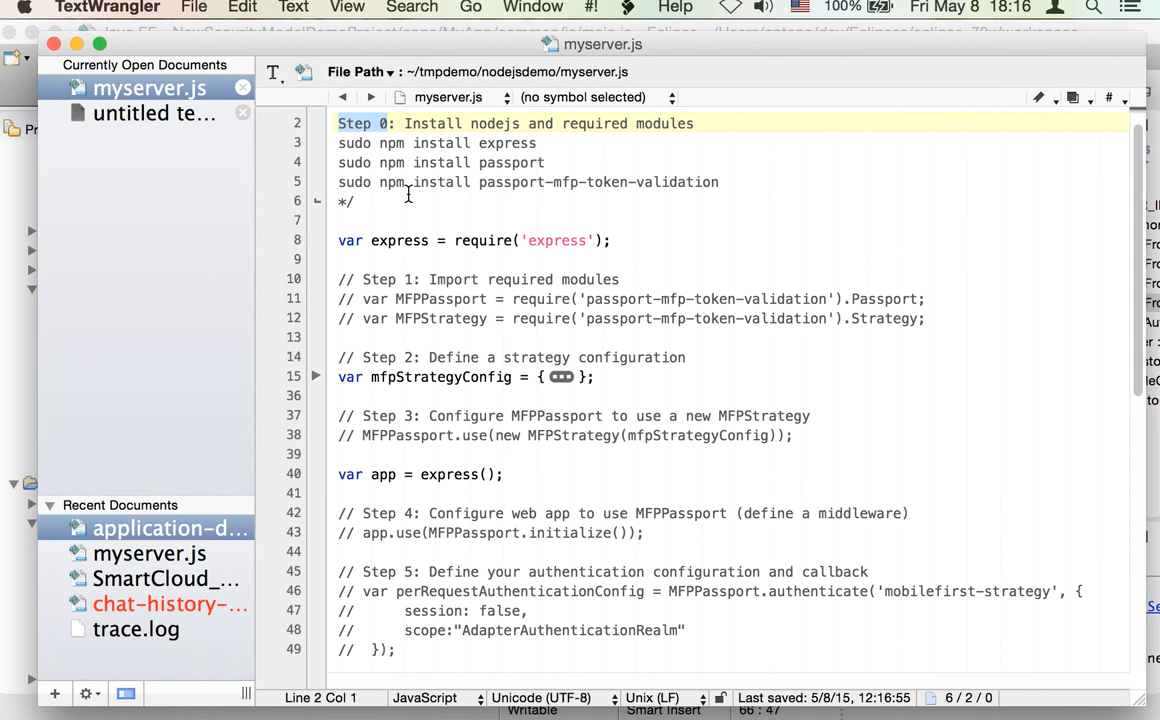 TextWrangler File Edit Text View Search Go Window #! Help 100% Fri May 8 18:16
myserver.js
Currently Open Documents
myserver.js
untitled te...
File Path : ~/tmpdemo/nodejsdemo/myserver.js
myserver.js (no symbol selected) #
2 Step 0: Install nodejs and required modules
3 sudo npm install express
4 sudo npm install passport
5 sudo npm install passport-mfp-token-validation
6 */
7
8 var express = require('express');
9
10 // Step 1: Import required modules
11 // var MFPPassport = require('passport-mfp-token-validation').Passport;
12 // var MFPStrategy = require('passport-mfp-token-validation').Strategy;
13
14 // Step 2: Define a strategy configuration
15 var mfpStrategyConfig = { ... };
36
37 // Step 3: Configure MFPPassport to use a new MFPStrategy
38 // MFPPassport.use(new MFPStrategy(mfpStrategyConfig));
39
40 var app = express();
41
42 // Step 4: Configure web app to use MFPPassport (define a middleware)
43 // app.use(MFPPassport.initialize());
44
45 // Step 5: Define your authentication configuration and callback
46 // var perRequestAuthenticationConfig = MFPPassport.authenticate('mobilefirst-strategy', {
47 // session: false,
48 // scope:"AdapterAuthenticationRealm"
49 // });
Recent Documents
application-d...
myserver.js
SmartCloud_...
chat-history-...
trace.log
Line 2 Col 1 JavaScript Unicode (UTF-8) Unix (LF) Last saved: 5/8/15, 12:16:55 6 / 2 / 0
Writable Smart Insert 66 : 47